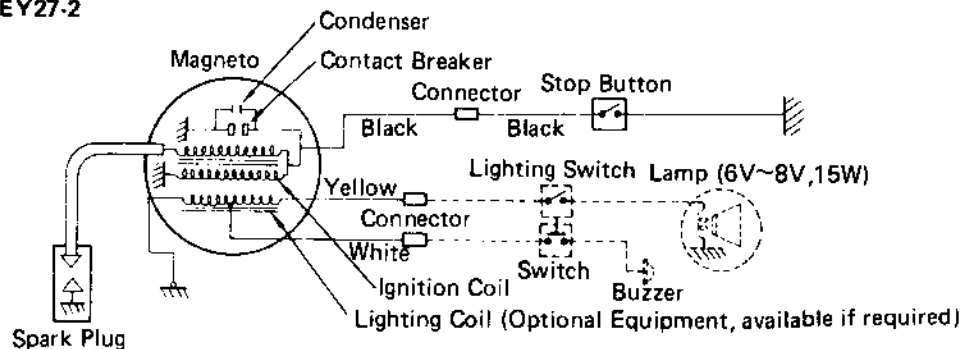 EY27-2
Condenser
Magneto
Contact Breaker
Connector
Stop Button
Black
Black
Lighting Switch
Lamp (6V~8V,15W)
Yellow
Connector
White
Switch
Buzzer
Ignition Coil
Lighting Coil (Optional Equipment, available if required)
Spark Plug